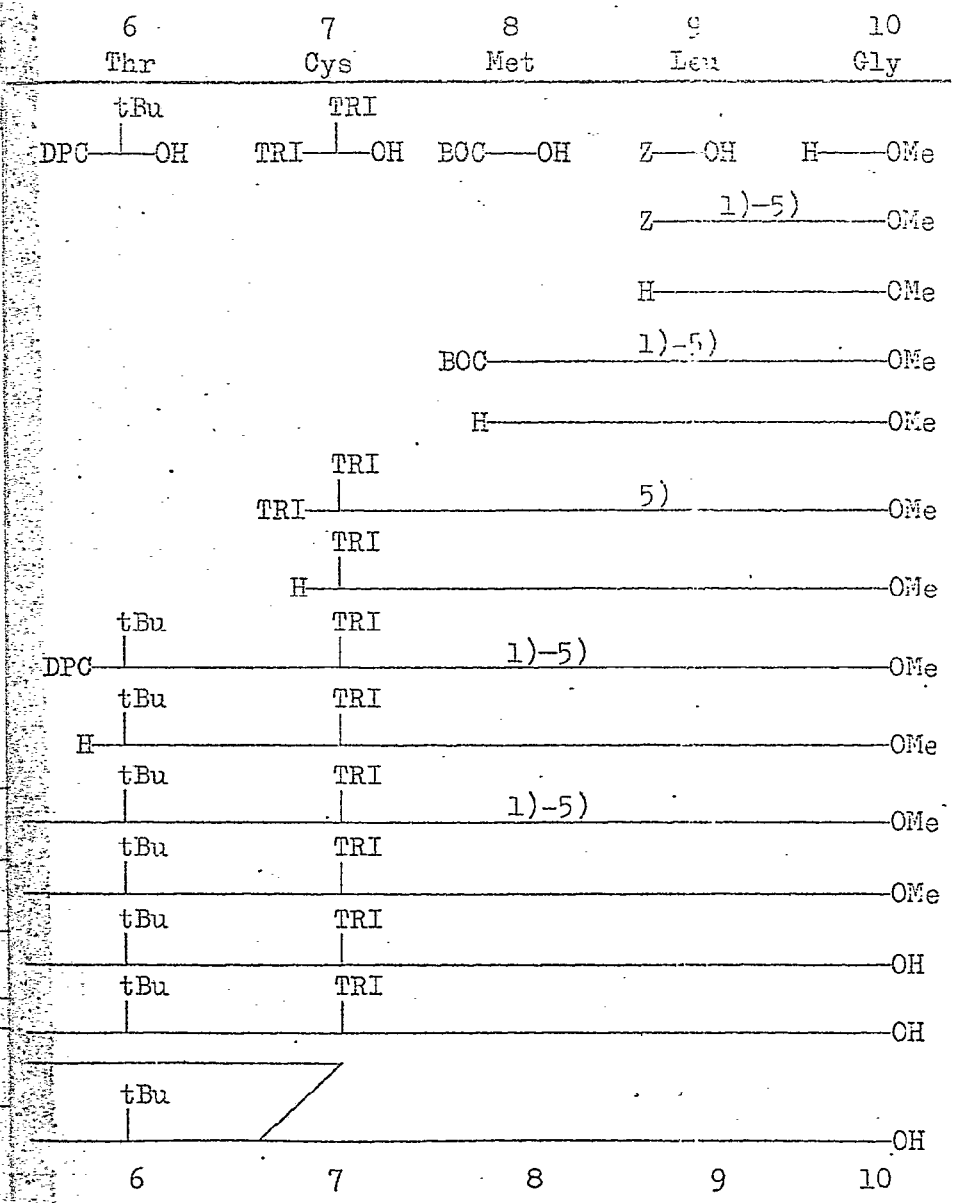 6 7 8 9 10
Thr Cys Met Leu Gly
tBu TRI
DPC OH TRI OH BOC OH Z OH H OMe
1)-5)
Z OMe
H OMe
1)-5)
BOC OMe
H OMe
TRI
5)
TRI OMe
TRI
H OMe
tBu TRI
1)-5)
DPC OMe
tBu TRI
H OMe
tBu TRI
1)-5)
OMe
tBu TRI
OMe
tBu TRI
OH
tBu TRI
OH
tBu
OH
6 7 8 9 10